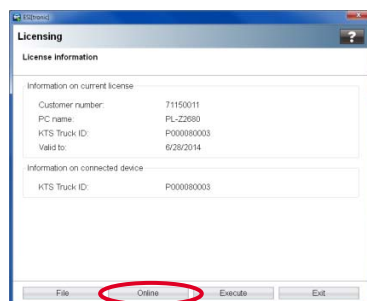 ESI[tronic]
Licensing
?
License information
Information on current license
Customer number: 71150011
PC name: PL-Z2680
KTS Truck ID: P000080003
Valid to: 6/28/2014
Information on connected device
KTS Truck ID: P000080003
File Online Execute Exit